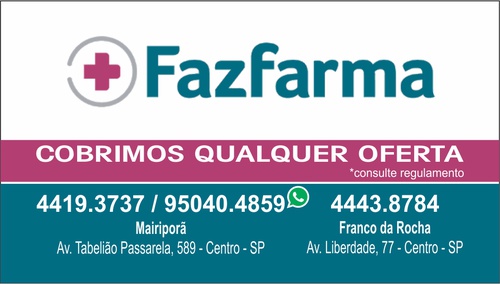 Fazfarma
COBRIMOS QUALQUER OFERTA
*consulte regulamento
4419.3737 / 95040.4859
Mairiporã
Av. Tabelião Passarela, 589 - Centro - SP
4443.8784
Franco da Rocha
Av. Liberdade, 77 - Centro - SP